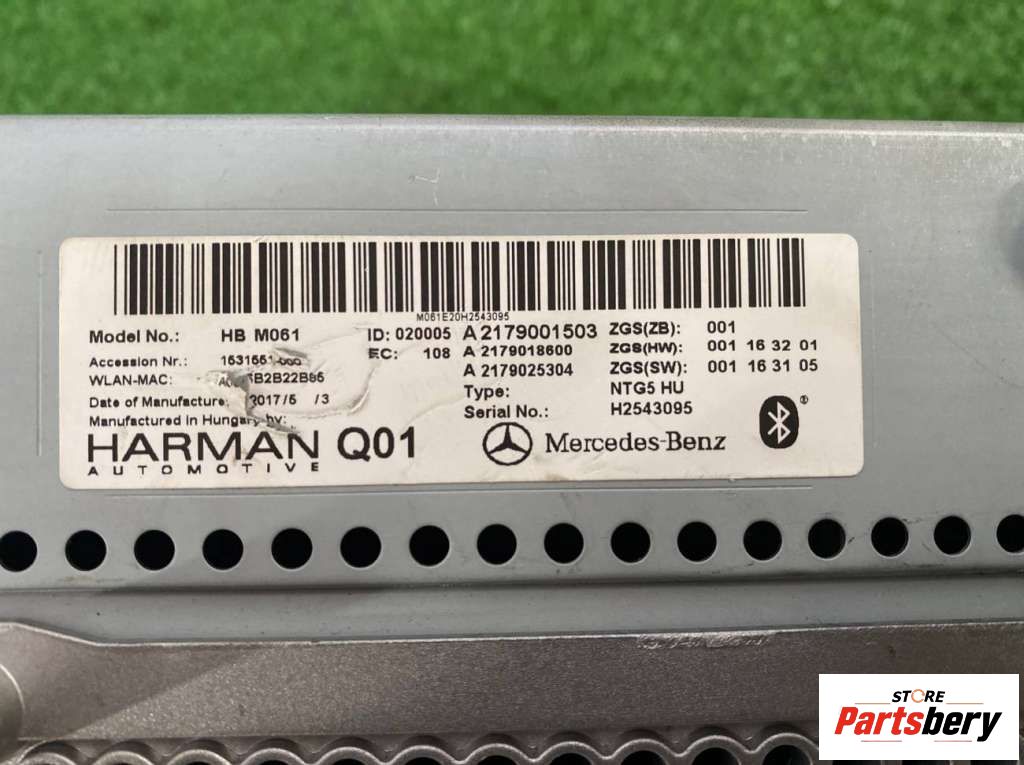 M061E20H2543095
Model No.: HB M061 ID: 020005 A 2179001503 ZGS(ZB): 001
EC: 108 A 2179018600 ZGS(HW): 001 16 32 01
Accession Nr.: A 2179025304 ZGS(SW): 001 16 31 05
WLAN-MAC: Type: NTG5 HU
Date of Manufacture: /3 Serial No.: H2543095
Manufactured in Hungary by:
HARMAN Q01 Mercedes-Benz
AUTOMOTIVE
STORE
Partsbery